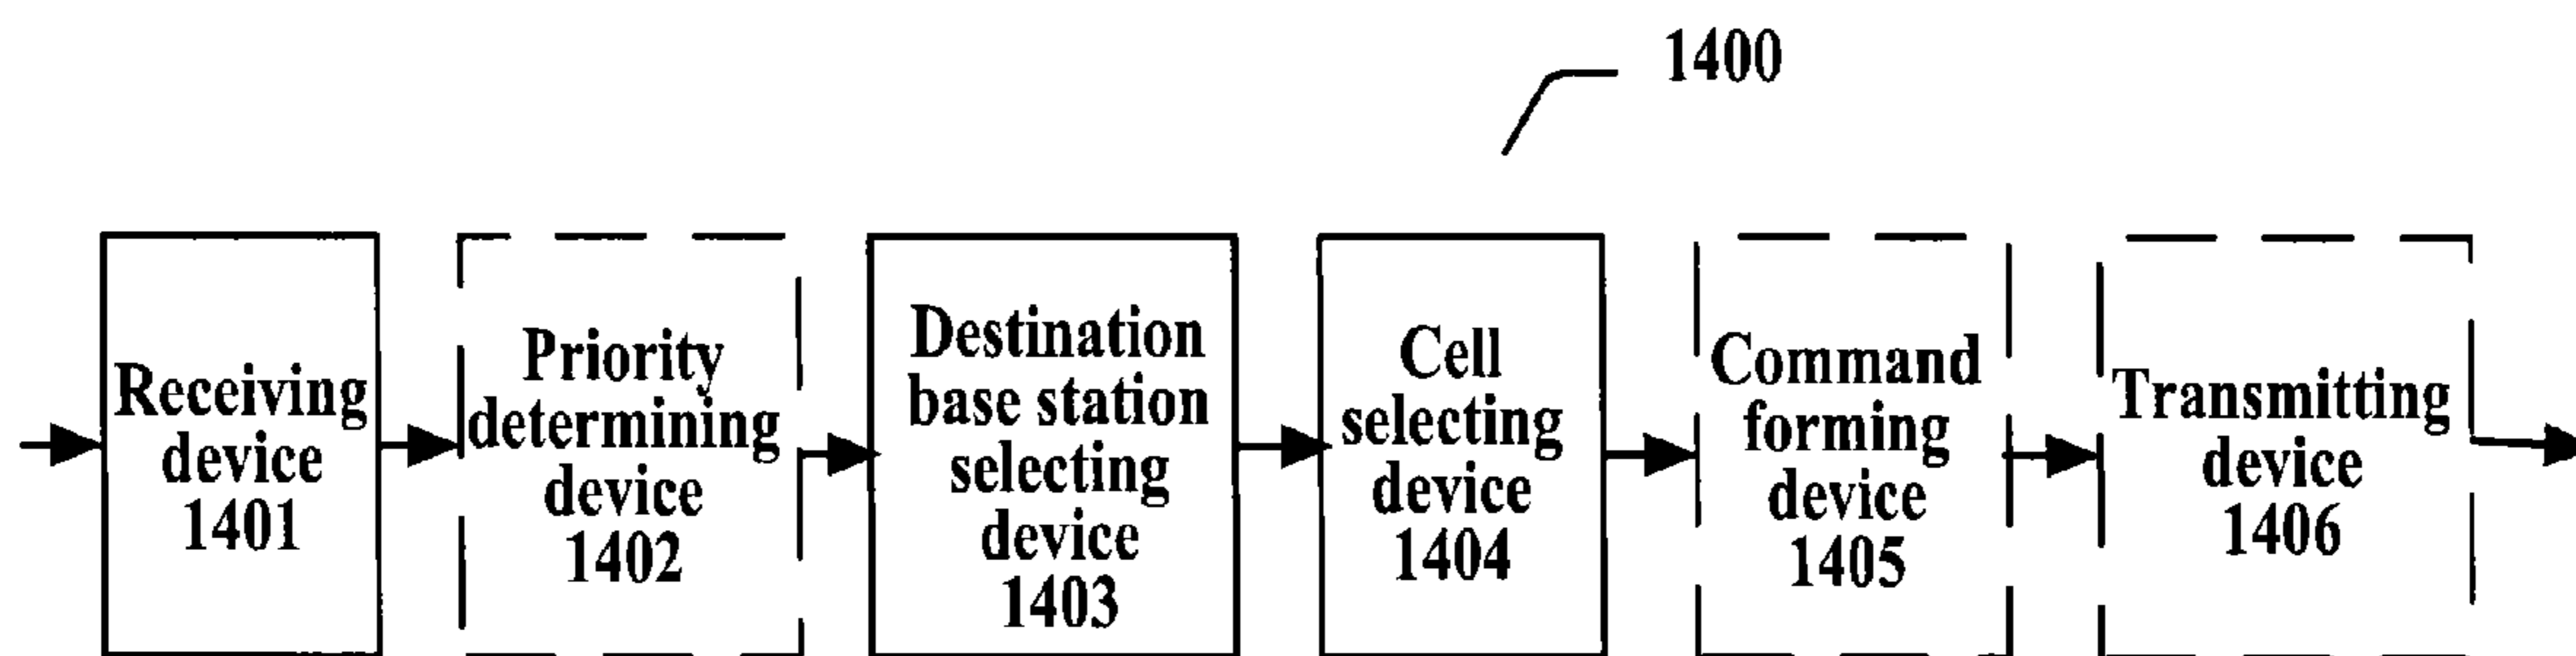 1400
Receiving
device
1401
Priority
determining
device
1402
Destination
base station
selecting
device
1403
Cell
selecting
device
1404
Command
forming
device
1405
Transmitting
device
1406